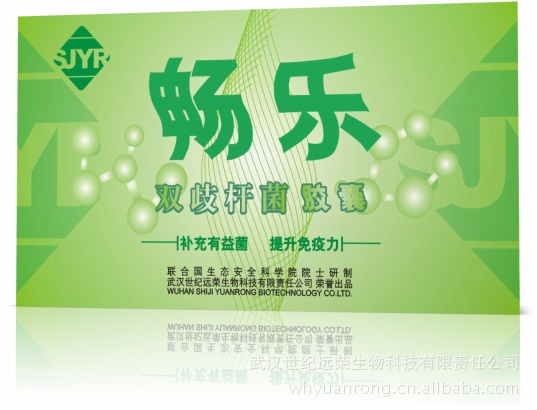 SJYR
畅乐
双歧杆菌 胶囊
补充有益菌 提升免疫力
联合国生态安全科学院院士研制
武汉世纪远荣生物科技有限责任公司 荣誉出品
WUHAN SHIJI YUANRONG BIOTECHNOLOGY CO.LTD.
武汉世纪远荣生物科技有限责任公司
whyuanrong.cn.alibaba.com